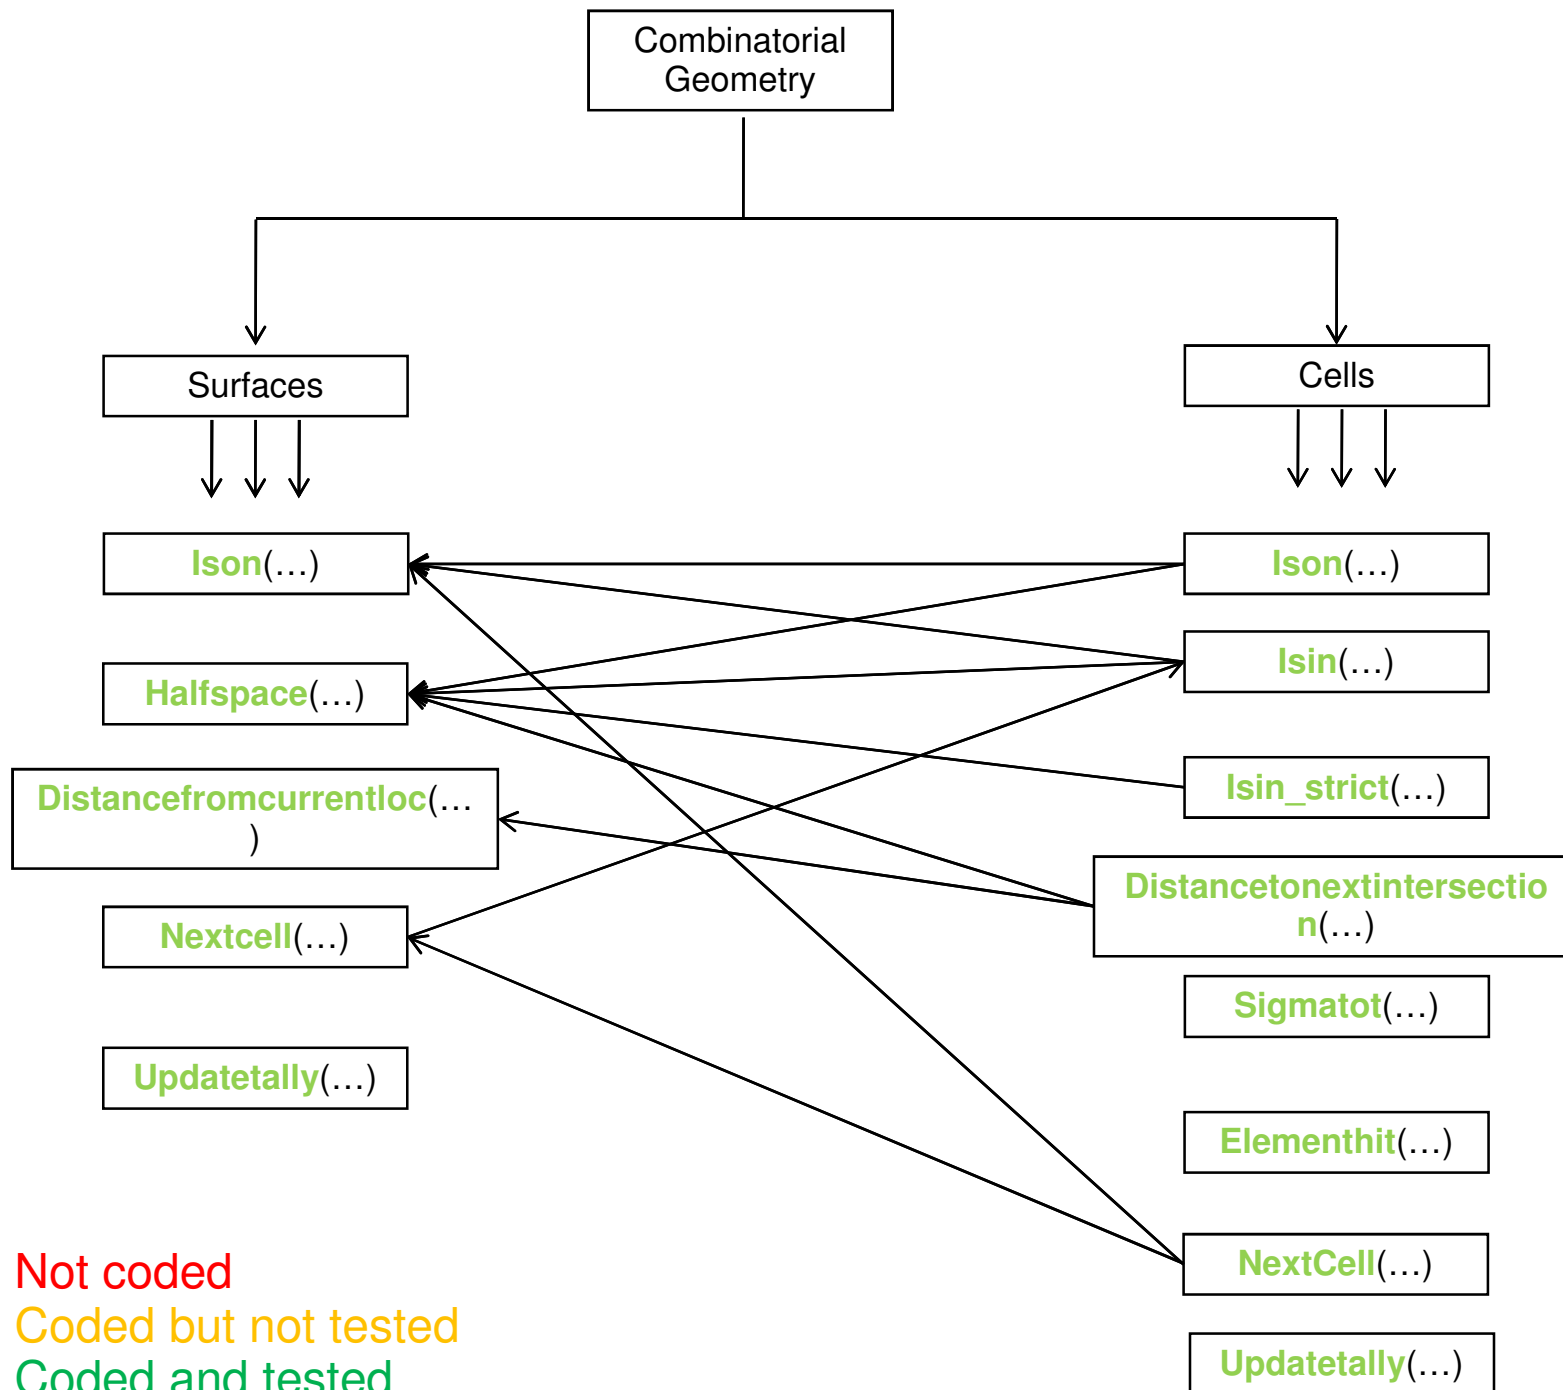 Combinatorial
Geometry
Surfaces
Cells
Ison(…)
Ison(…)
Halfspace(…)
Isin(…)
Distancefromcurrentloc(…
)
Isin_strict(…)
Nextcell(…)
Distancetonextintersectio
n(…)
Updatetally(…)
Sigmatot(…)
Elementhit(…)
NextCell(…)
Updatetally(…)
Not coded
Coded but not tested
Coded and tested